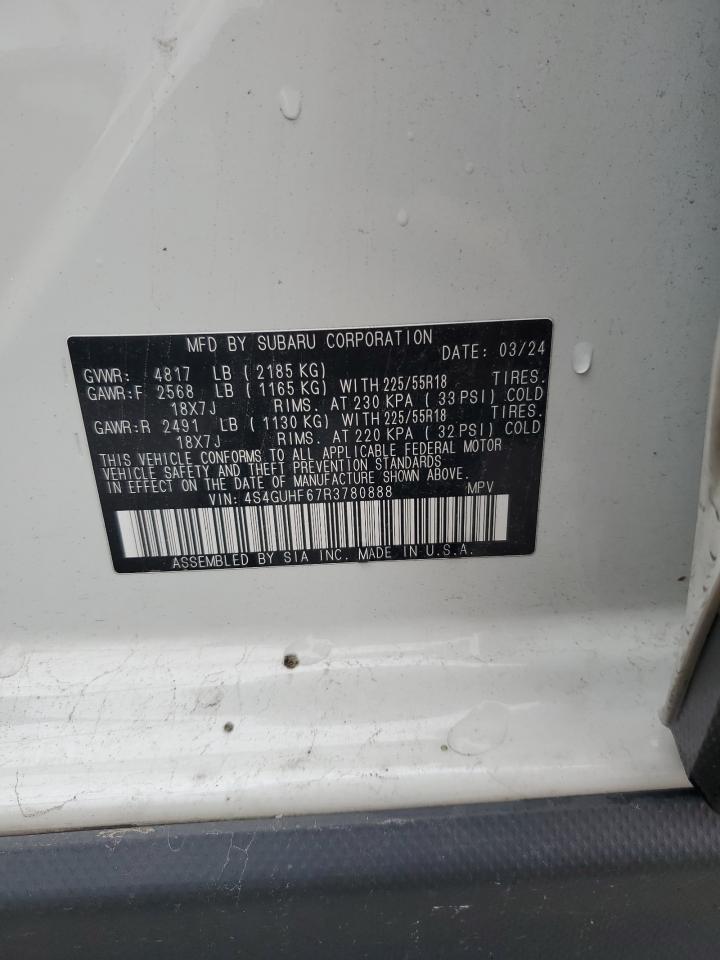 MFD BY SUBARU CORPORATION
DATE: 03/24
GVWR: 4817 LB (2185 KG)
GAWR:F 2568 LB (1165 KG) WITH 225/55R18 TIRES.
18X7J RIMS. AT 230 KPA (33 PSI) COLD
GAWR:R 2491 LB (1130 KG) WITH 225/55R18 TIRES.
18X7J RIMS. AT 220 KPA (32 PSI) COLD
THIS VEHICLE CONFORMS TO ALL APPLICABLE FEDERAL MOTOR
VEHICLE SAFETY AND THEFT PREVENTION STANDARDS
IN EFFECT ON THE DATE OF MANUFACTURE SHOWN ABOVE.
VIN: 4S4GUHF67R3780888 MPV
ASSEMBLED BY SIA INC. MADE IN U.S.A.